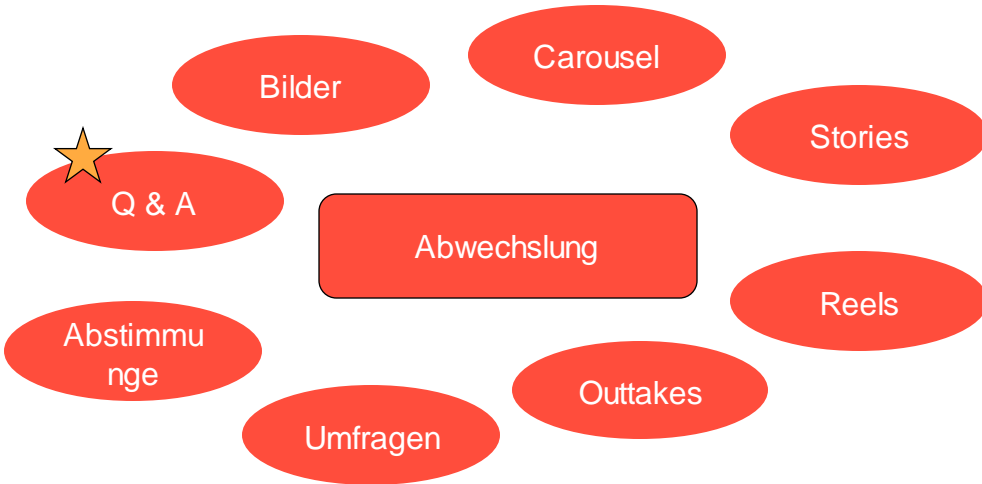 Carousel
Bilder
Stories
Q & A
Abwechslung
Reels
Abstimmu
nge
Outtakes
Umfragen